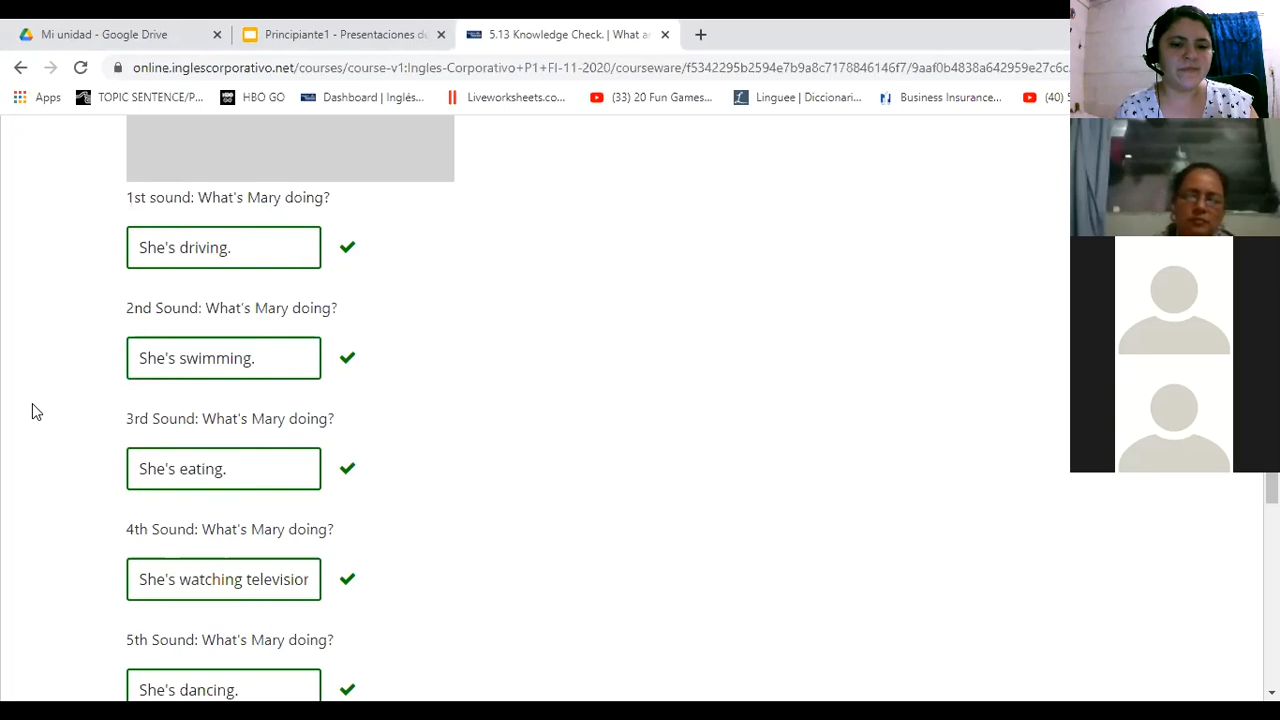 Mi unidad - Google Drive
Principiante1 - Presentaciones de
5.13 Knowledge Check. | What a
online.inglescorporativo.net/courses/course-v1:Ingles-Corporativo+P1+FI-11-2020/courseware/f5342295b2594e7b9a8c7178846146f7/9aaf0b4838a642959e27c6c
Apps
TOPIC SENTENCE/P...
HBO GO
Dashboard | Inglés...
Liveworksheets.co...
(33) 20 Fun Games...
Linguee | Diccionari...
Business Insurance...
(40) 5
1st sound: What's Mary doing?
She's driving.
2nd Sound: What's Mary doing?
She's swimming.
3rd Sound: What's Mary doing?
She's eating.
4th Sound: What's Mary doing?
She's watching television
5th Sound: What's Mary doing?
She's dancing.